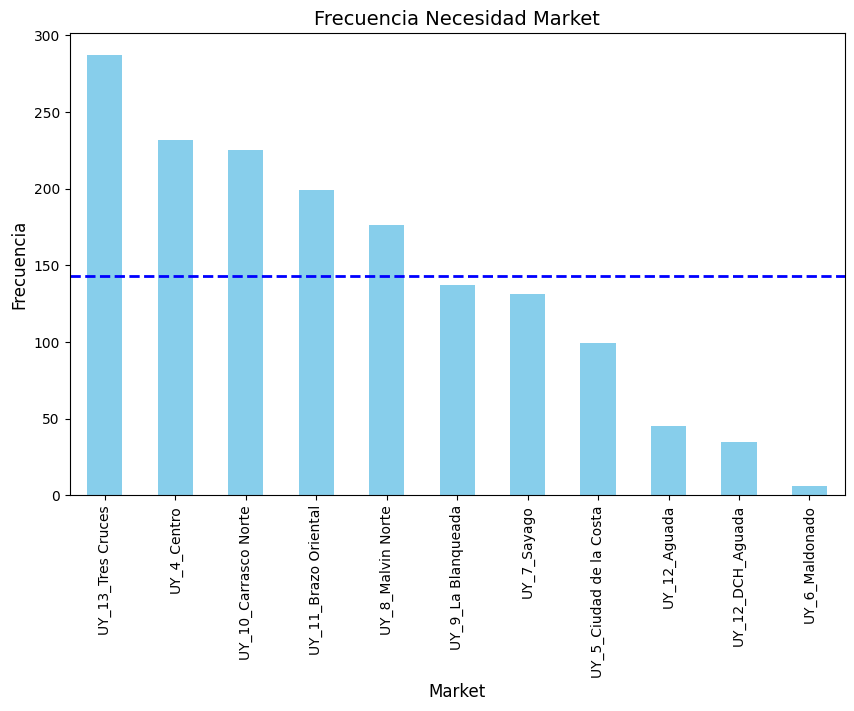 Frecuencia Necesidad Market
Frecuencia
300
250
200
150
100
50
0
UY_13_Tres Cruces
UY_4_Centro
UY_10_Carrasco Norte
UY_11_Brazo Oriental
UY_8_Malvin Norte
UY_9_La Blanqueada
UY_7_Sayago
UY_5_Ciudad de la Costa
UY_12_Aguada
UY_12_DCH_Aguada
UY_6_Maldonado
Market